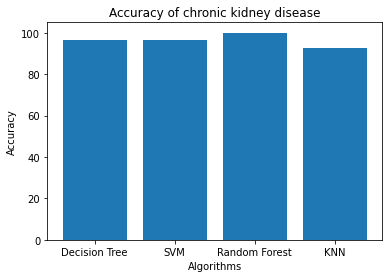 Accuracy of chronic kidney disease
100
80
60
40
20
0
Accuracy
Decision Tree SVM Random Forest KNN
Algorithms